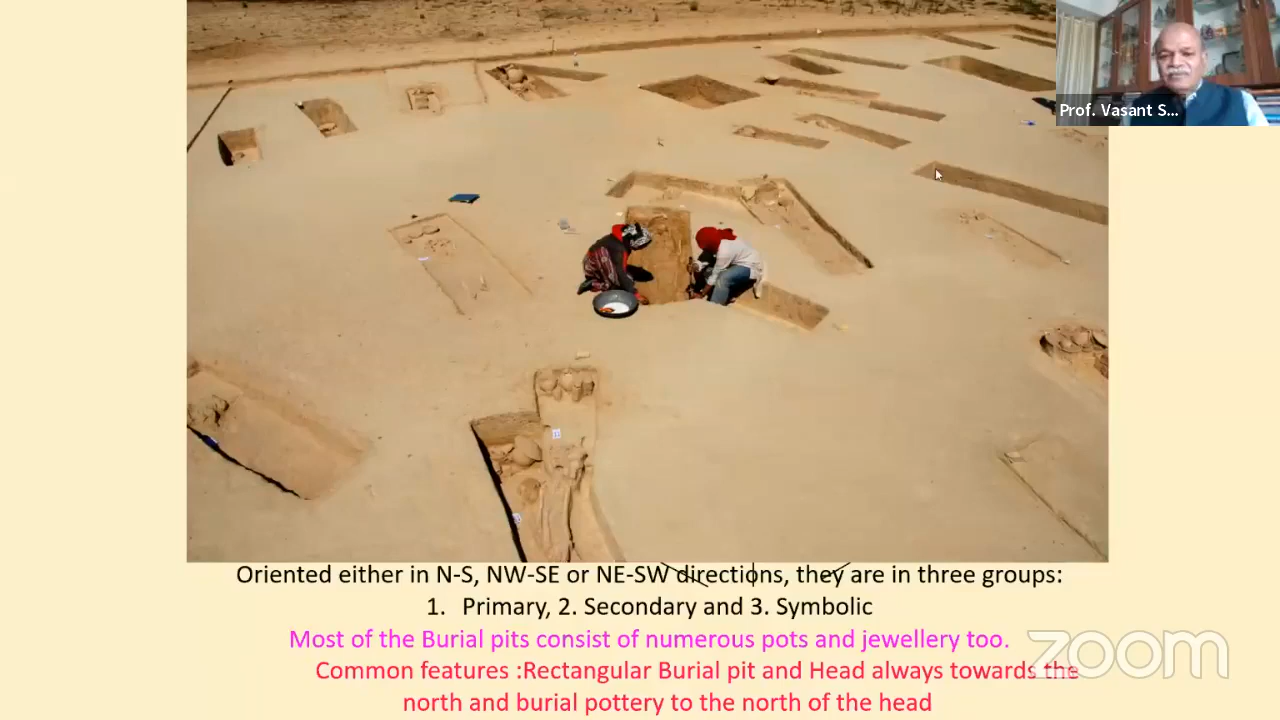 Prof. Vasant S...
Oriented either in N-S, NW-SE or NE-SW directions, they are in three groups:
1. Primary, 2. Secondary and 3. Symbolic
Most of the Burial pits consist of numerous pots and jewellery too.
Common features :Rectangular Burial pit and Head always towards the
north and burial pottery to the north of the head
zoom